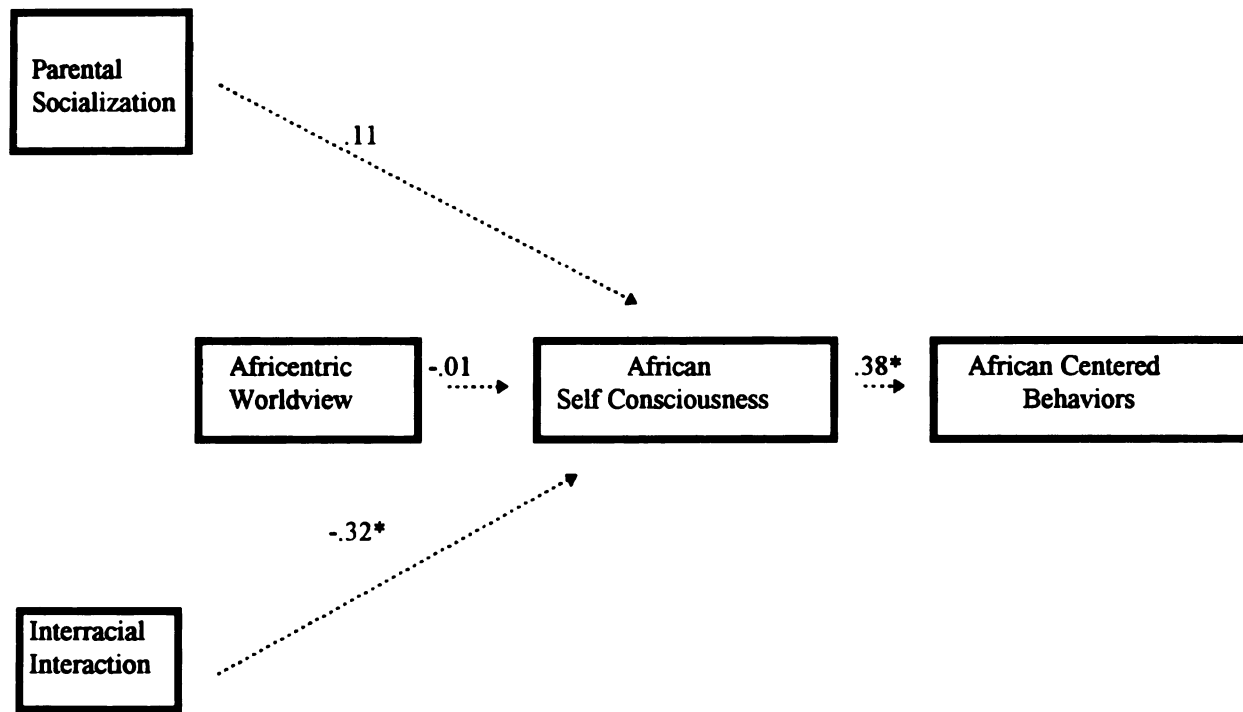 Parental
Socialization
.11
Africentric
Worldview
-.01
African
Self Consciousness
.38*
African Centered
Behaviors
-.32*
Interracial
Interaction